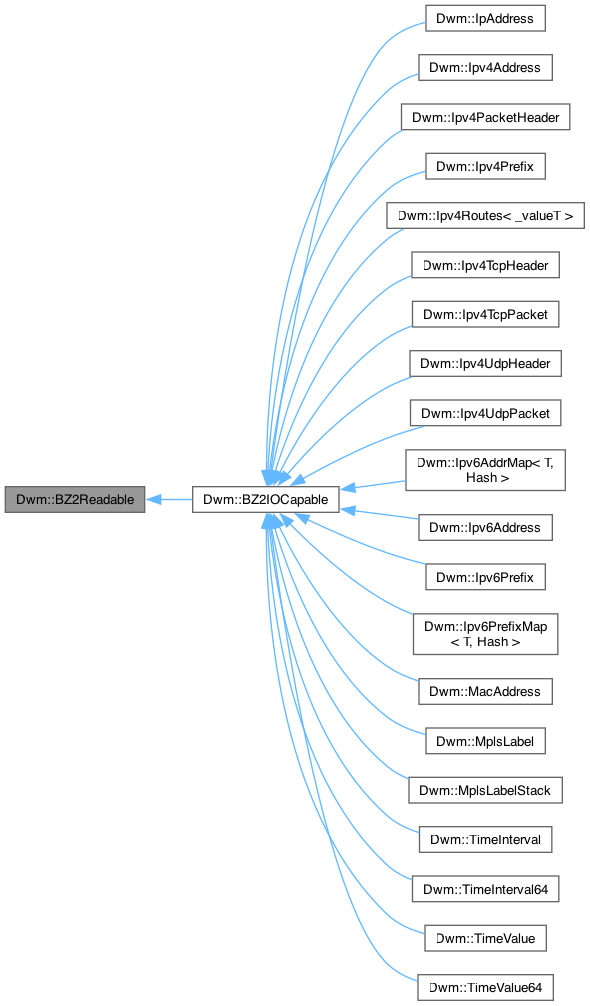 Dwm::IpAddress
Dwm::Ipv4Address
Dwm::Ipv4PacketHeader
Dwm::Ipv4Prefix
Dwm::Ipv4Routes< _valueT >
Dwm::Ipv4TcpHeader
Dwm::Ipv4TcpPacket
Dwm::Ipv4UdpHeader
Dwm::Ipv4UdpPacket
Dwm::Ipv6AddrMap< T,
Hash >
Dwm::BZ2Readable
Dwm::BZ2IOCapable
Dwm::Ipv6Address
Dwm::Ipv6Prefix
Dwm::Ipv6PrefixMap
< T, Hash >
Dwm::MacAddress
Dwm::MplsLabel
Dwm::MplsLabelStack
Dwm::TimeInterval
Dwm::TimeInterval64
Dwm::TimeValue
Dwm::TimeValue64